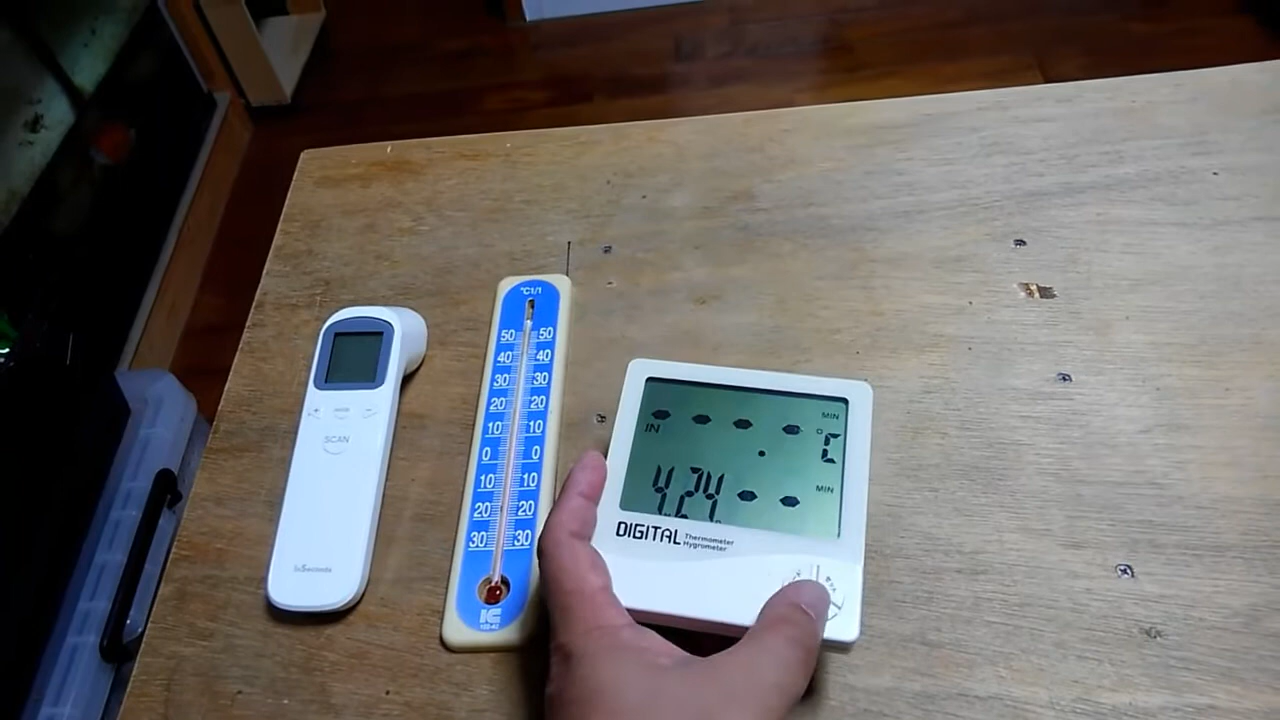 SCAN
°C1/1
50 50
40 40
30 30
20 20
10 10
0 0
10 10
20 20
30 30
MIN
IN
°C
MIN
4.24
DIGITAL Thermometer
Hygrometer